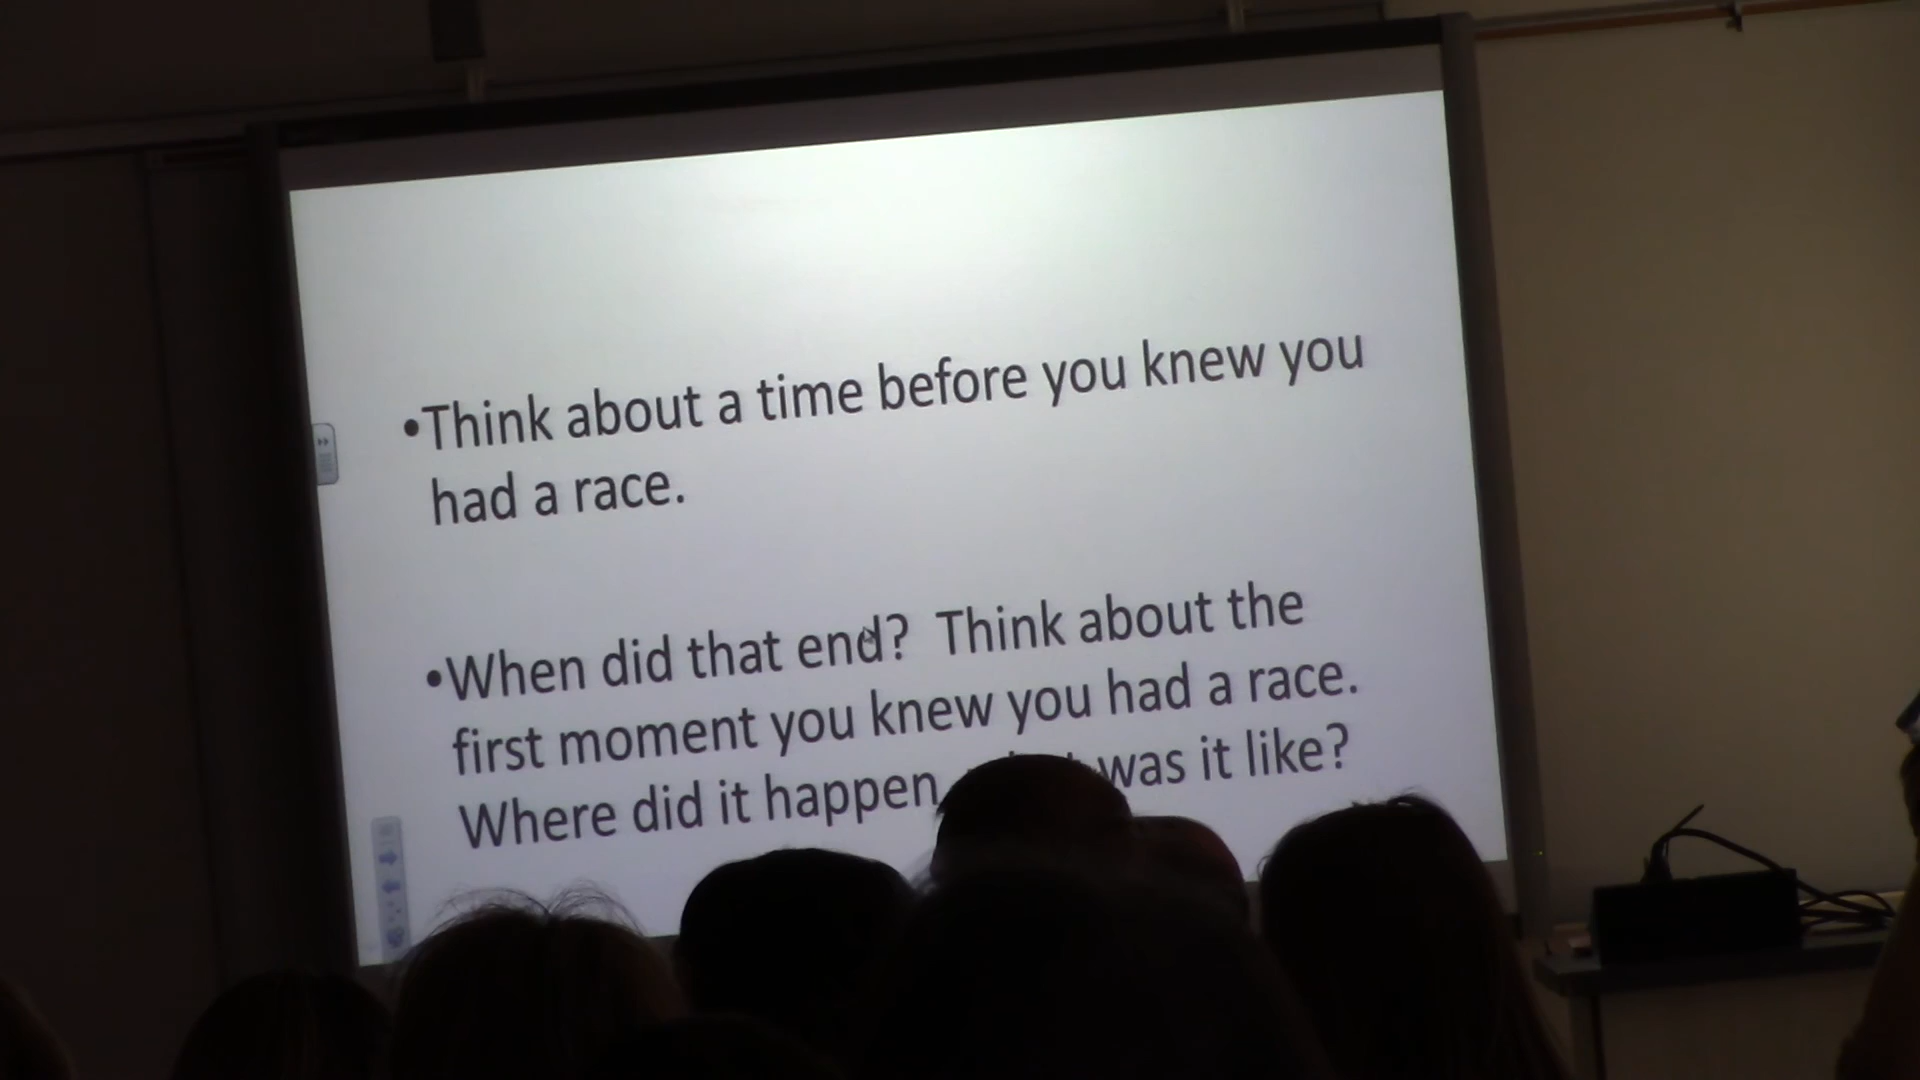 •Think about a time before you knew you
had a race.
•When did that end?  Think about the
first moment you knew you had a race.
Where did it happen was it like?